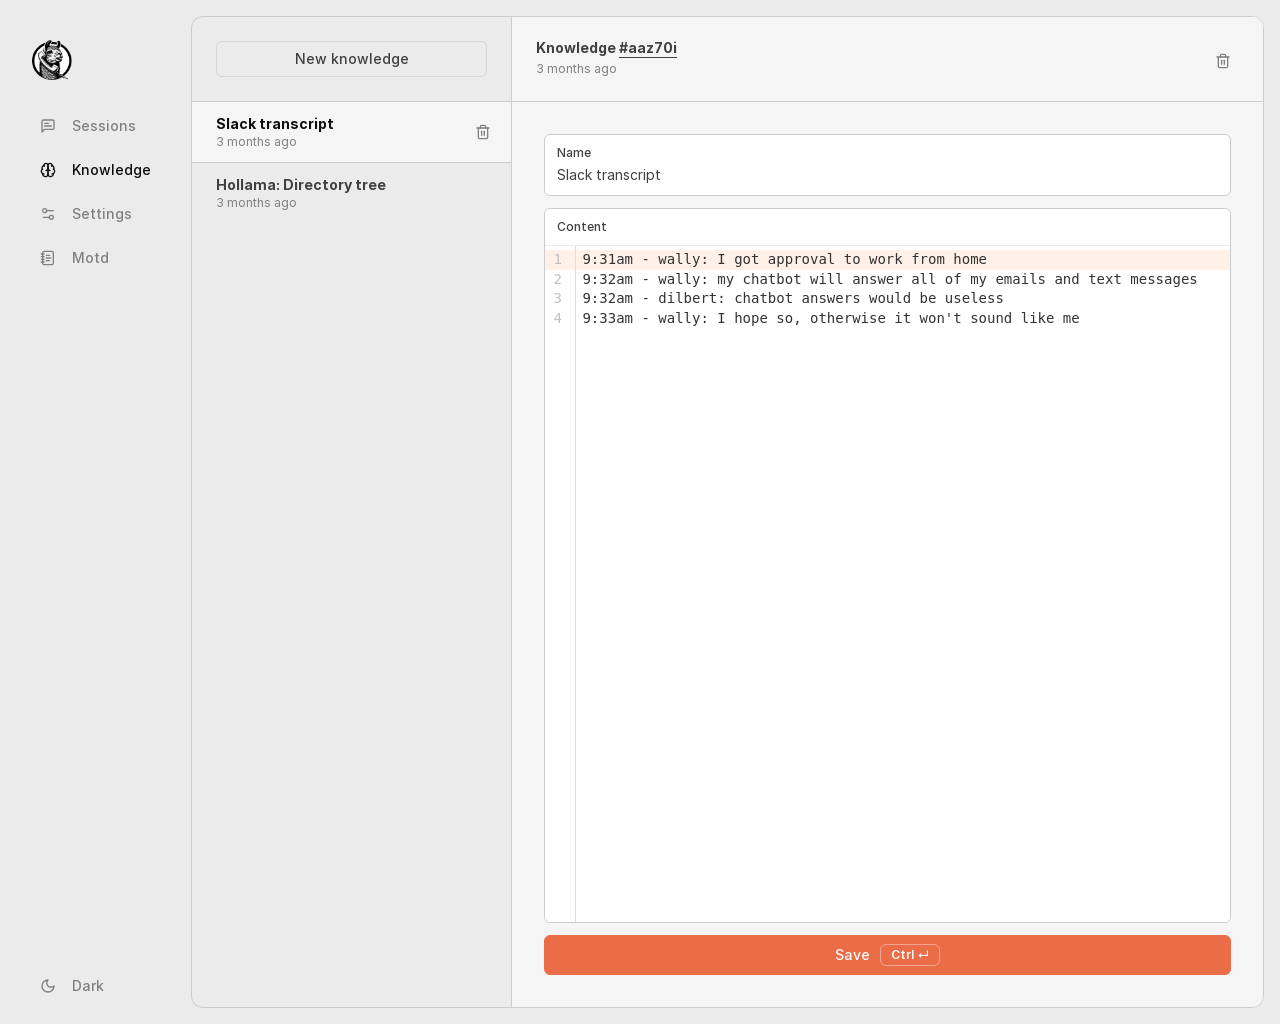 Sessions
Knowledge
Settings
Motd
Dark
New knowledge
Slack transcript
3 months ago
Hollama: Directory tree
3 months ago
Knowledge #aaz70i
3 months ago
Name
Slack transcript
Content
1 9:31am - wally: I got approval to work from home
2 9:32am - wally: my chatbot will answer all of my emails and text messages
3 9:32am - dilbert: chatbot answers would be useless
4 9:33am - wally: I hope so, otherwise it won't sound like me
Save Ctrl ↵